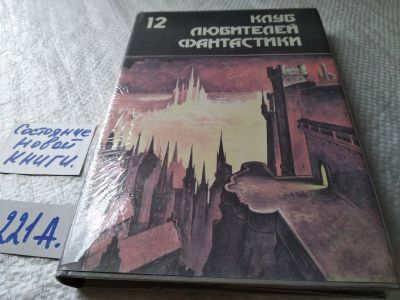 12
КЛУБ
ЛЮБИТЕЛЕЙ
ФАНТАСТИКИ
Состояние
новой
книги.
221А.